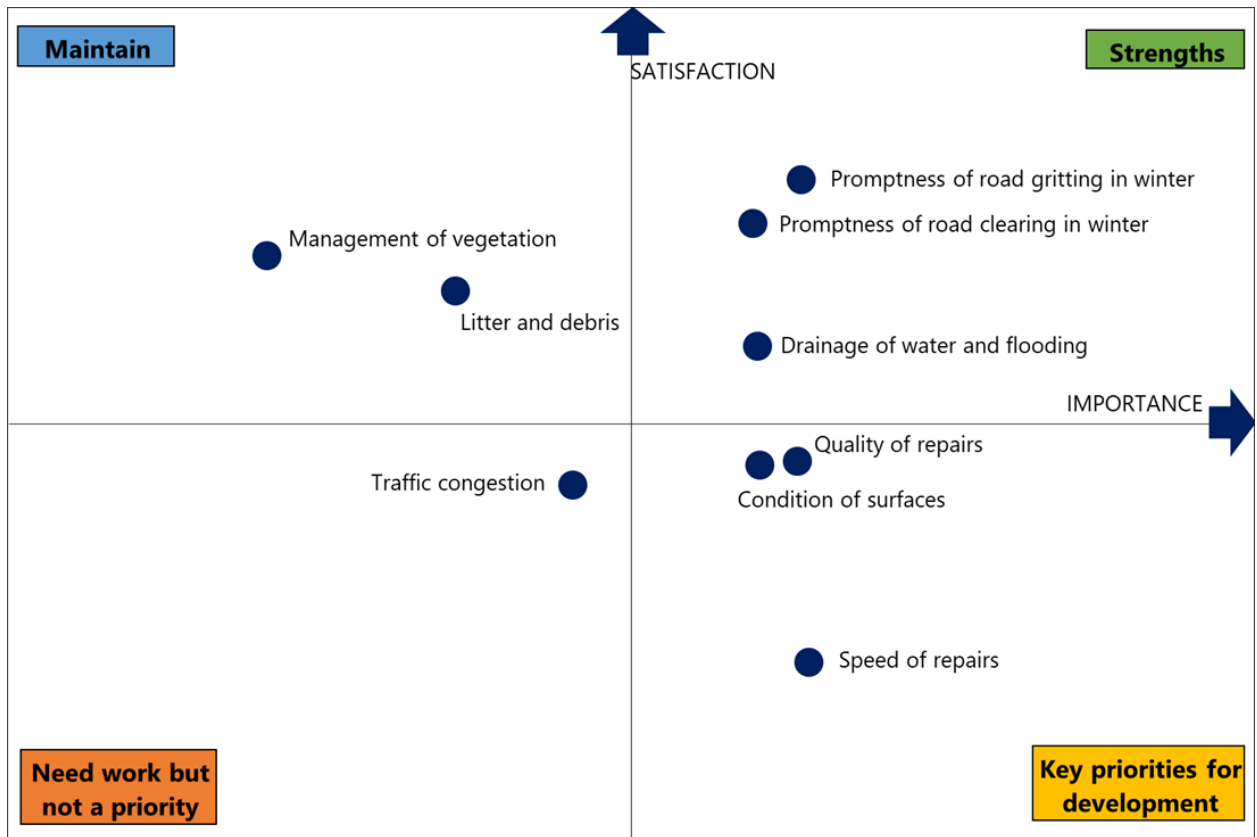 Maintain
Strengths
SATISFACTION
Promptness of road gritting in winter
Promptness of road clearing in winter
Management of vegetation
Litter and debris
Drainage of water and flooding
IMPORTANCE
Quality of repairs
Traffic congestion
Condition of surfaces
Speed of repairs
Need work but
not a priority
Key priorities for
development